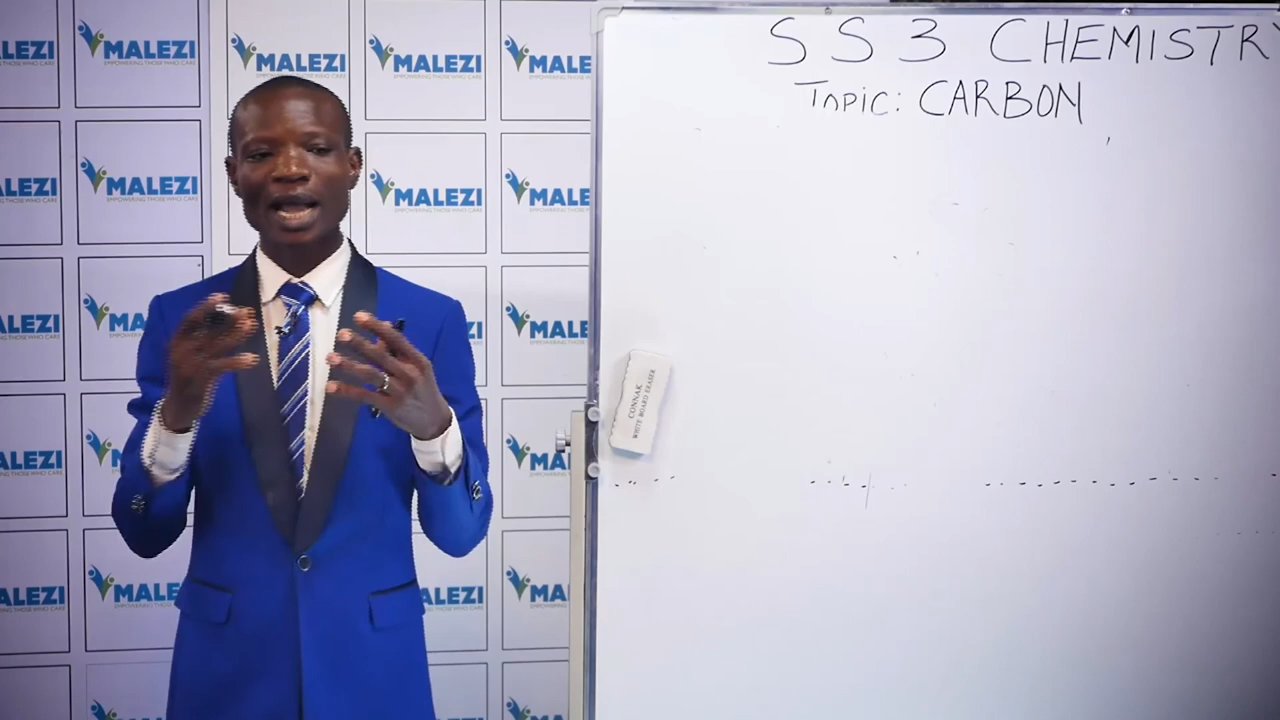 SS3 CHEMISTRY
Topic: CARBON
MALEZI
EMPOWERING THOSE WHO CARE
CONNAK
WHITE BOARD ERASER